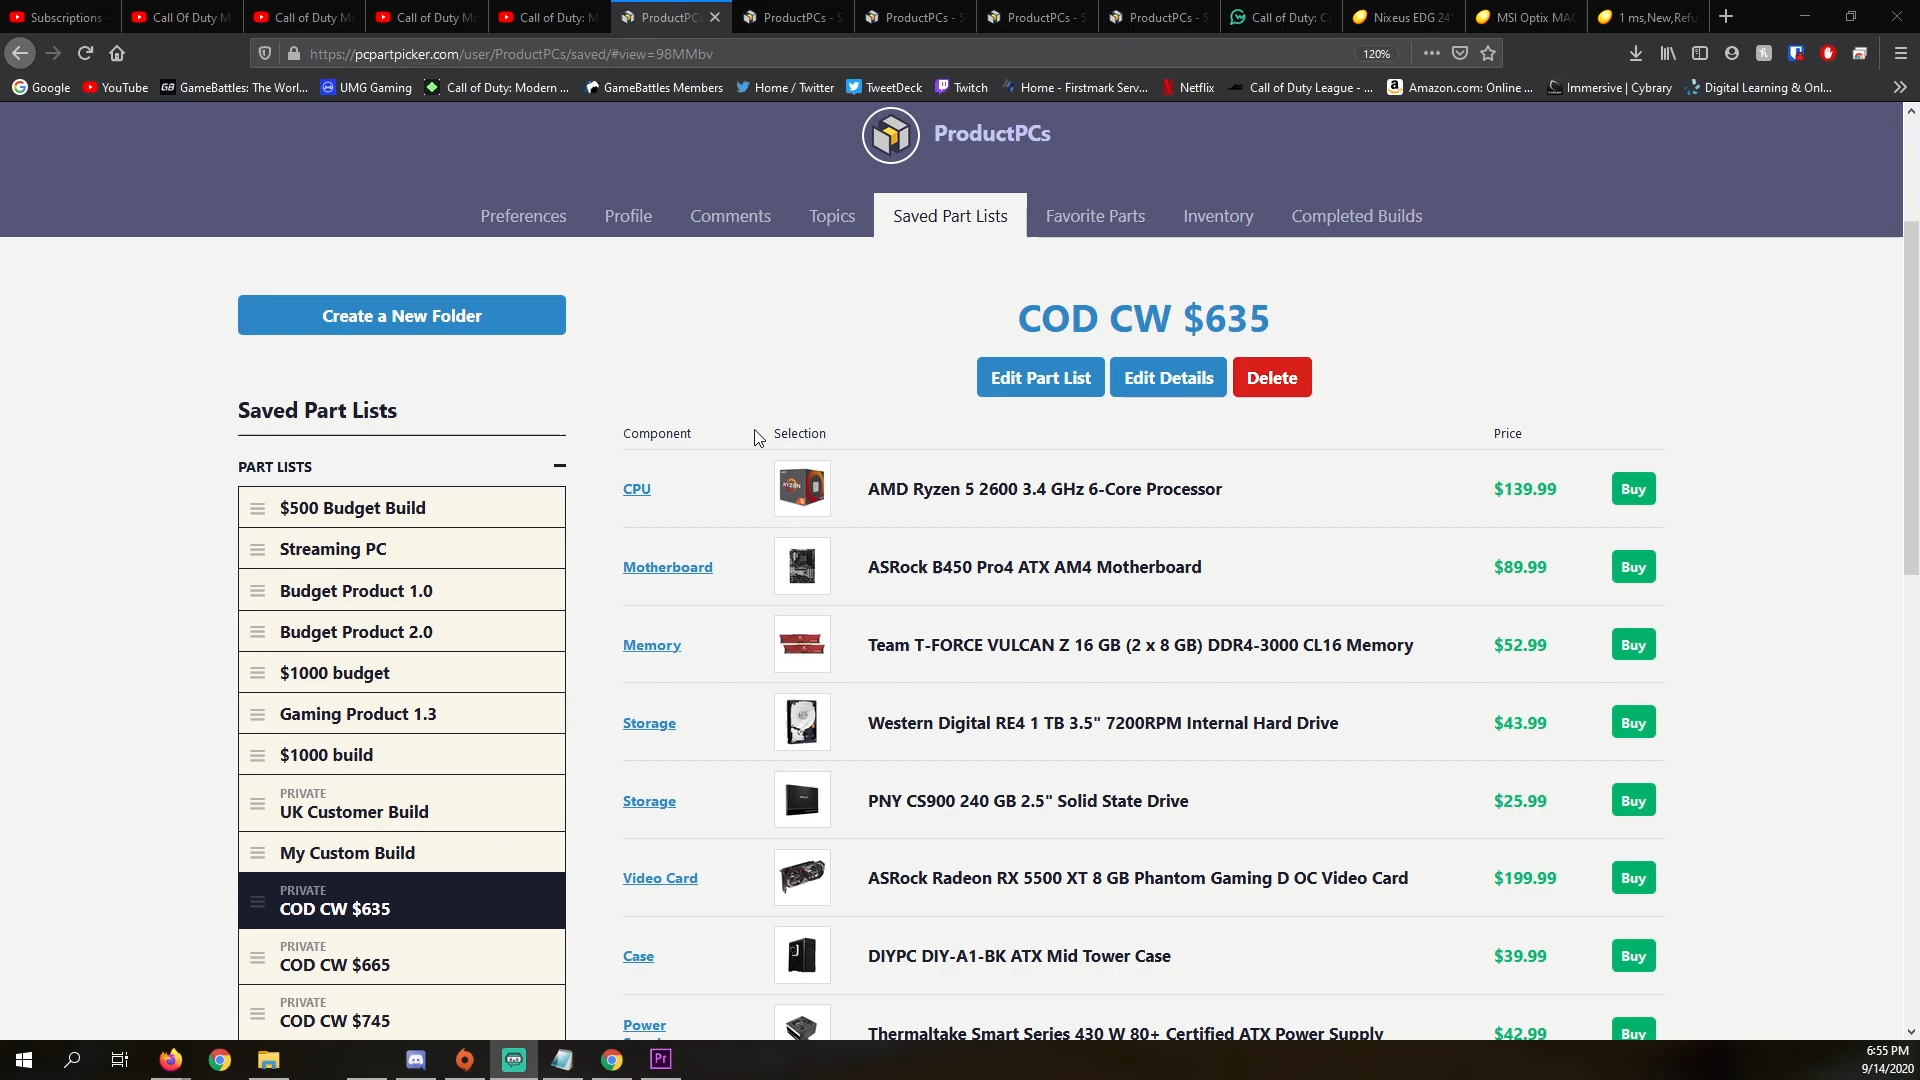 Subscriptions
Call Of Duty M
Call of Duty Mo
Call of Duty Mo
Call of Duty: M
ProductPCs
ProductPCs - S
ProductPCs - S
ProductPCs - S
ProductPCs - S
Call of Duty: C
Nixeus EDG 24"
MSI Optix MAG
1 ms,New,Refu
https://pcpartpicker.com/user/ProductPCs/saved/#view=98MMbv
120%
Google
YouTube
GameBattles: The Worl...
UMG Gaming
Call of Duty: Modern ...
GameBattles Members
Home / Twitter
TweetDeck
Twitch
Home - Firstmark Serv...
Netflix
Call of Duty League - ...
Amazon.com: Online ...
Immersive | Cybrary
Digital Learning & Onl...
ProductPCs
Preferences
Profile
Comments
Topics
Saved Part Lists
Favorite Parts
Inventory
Completed Builds
Create a New Folder
Saved Part Lists
PART LISTS
$500 Budget Build
Streaming PC
Budget Product 1.0
Budget Product 2.0
$1000 budget
Gaming Product 1.3
$1000 build
PRIVATE
UK Customer Build
My Custom Build
PRIVATE
COD CW $635
PRIVATE
COD CW $665
PRIVATE
COD CW $745
COD CW $635
Edit Part List
Edit Details
Delete
Component Selection Price
CPU AMD Ryzen 5 2600 3.4 GHz 6-Core Processor $139.99 Buy
Motherboard ASRock B450 Pro4 ATX AM4 Motherboard $89.99 Buy
Memory Team T-FORCE VULCAN Z 16 GB (2 x 8 GB) DDR4-3000 CL16 Memory $52.99 Buy
Storage Western Digital RE4 1 TB 3.5" 7200RPM Internal Hard Drive $43.99 Buy
Storage PNY CS900 240 GB 2.5" Solid State Drive $25.99 Buy
Video Card ASRock Radeon RX 5500 XT 8 GB Phantom Gaming D OC Video Card $199.99 Buy
Case DIYPC DIY-A1-BK ATX Mid Tower Case $39.99 Buy
Power Thermaltake Smart Series 430 W 80+ Certified ATX Power Supply $42.99 Buy
6:55 PM
9/14/2020